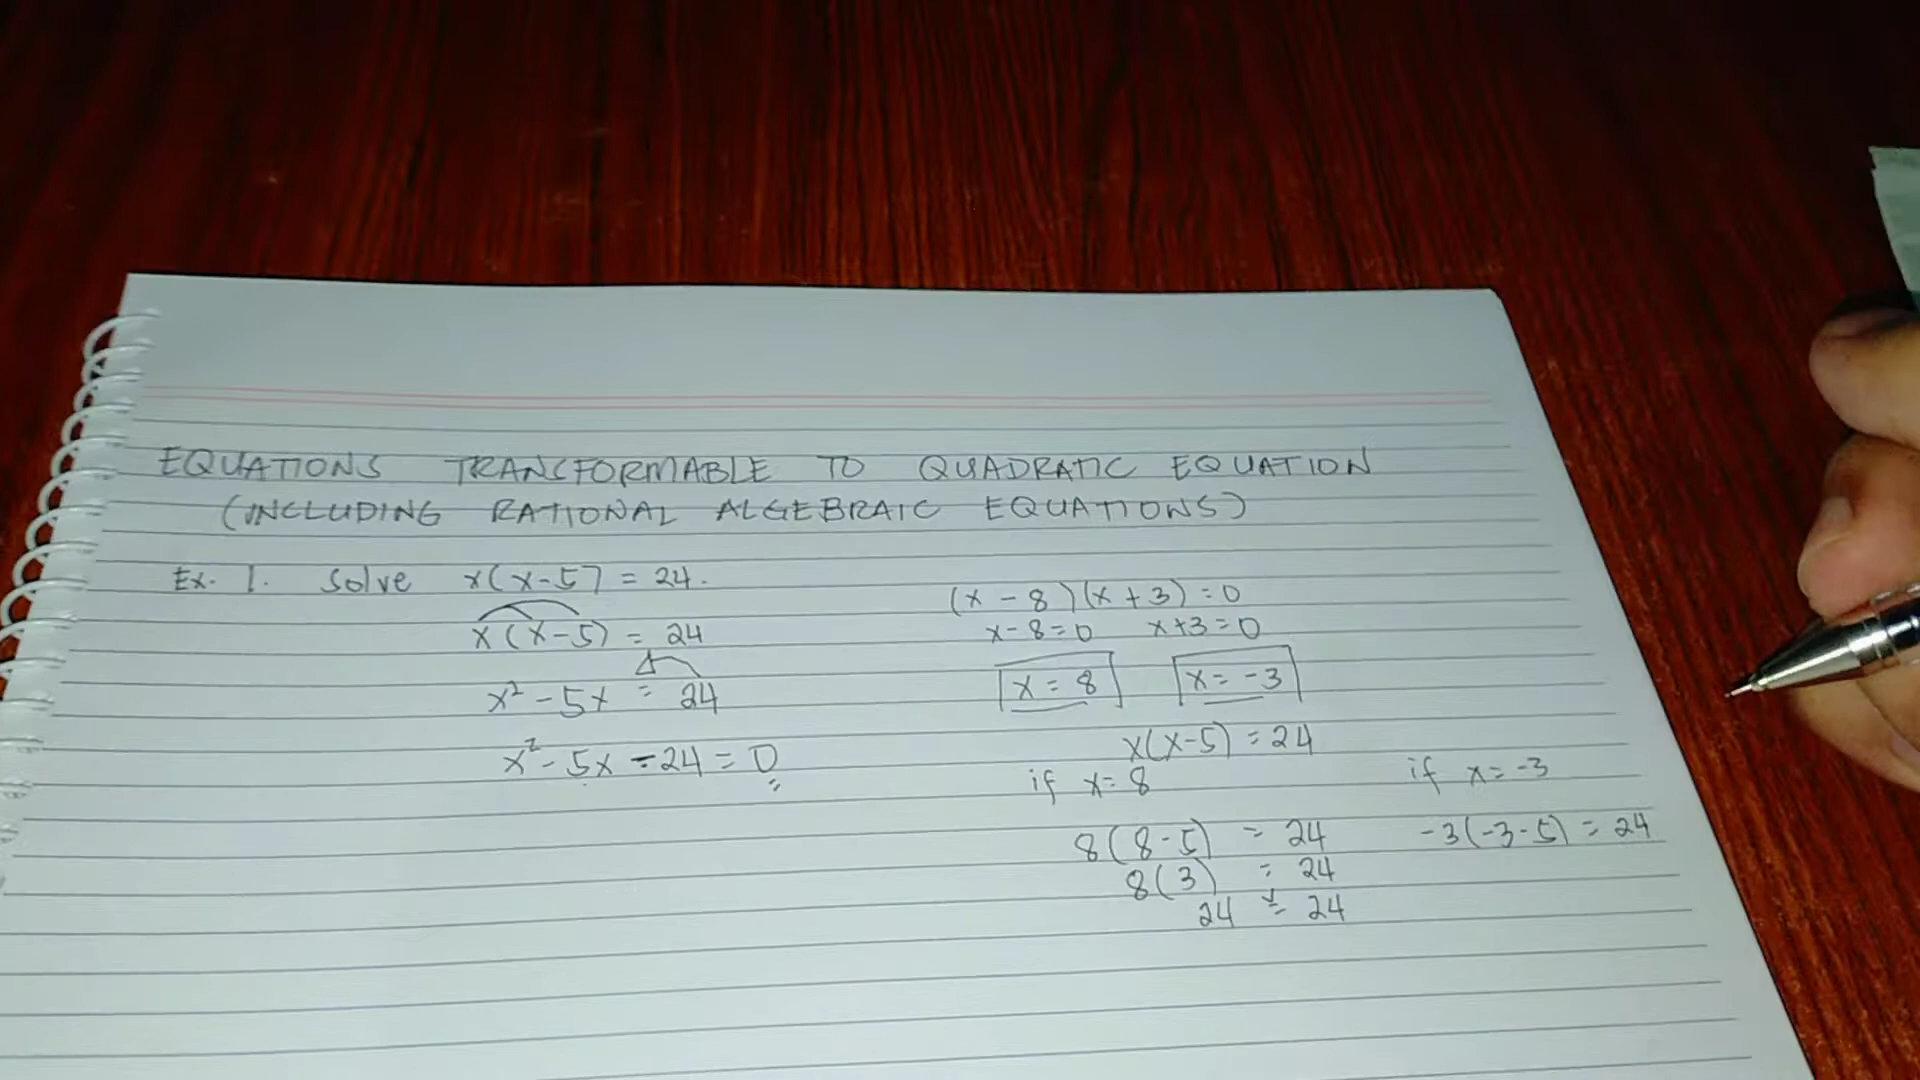 EQUATIONS TRANSFORMABLE TO QUADRATIC EQUATION
(INCLUDING RATIONAL ALGEBRAIC EQUATIONS)
Ex. 1. Solve x(x-5) = 24.
x(x-5) = 24
x² - 5x = 24
x² - 5x - 24 = 0
(x - 8)(x + 3) = 0
x - 8 = 0 x + 3 = 0
x = 8 x = -3
x(x-5) = 24
if x = 8 if x = -3
8(8-5) = 24 -3(-3-5) = 24
8(3) = 24
24 = 24